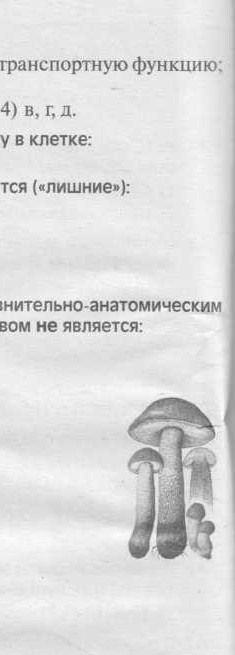 транспортную функцию;
4) в, г, д.
у в клетке:
тся («лишние»):
внительно-анатомическим
вом не является: